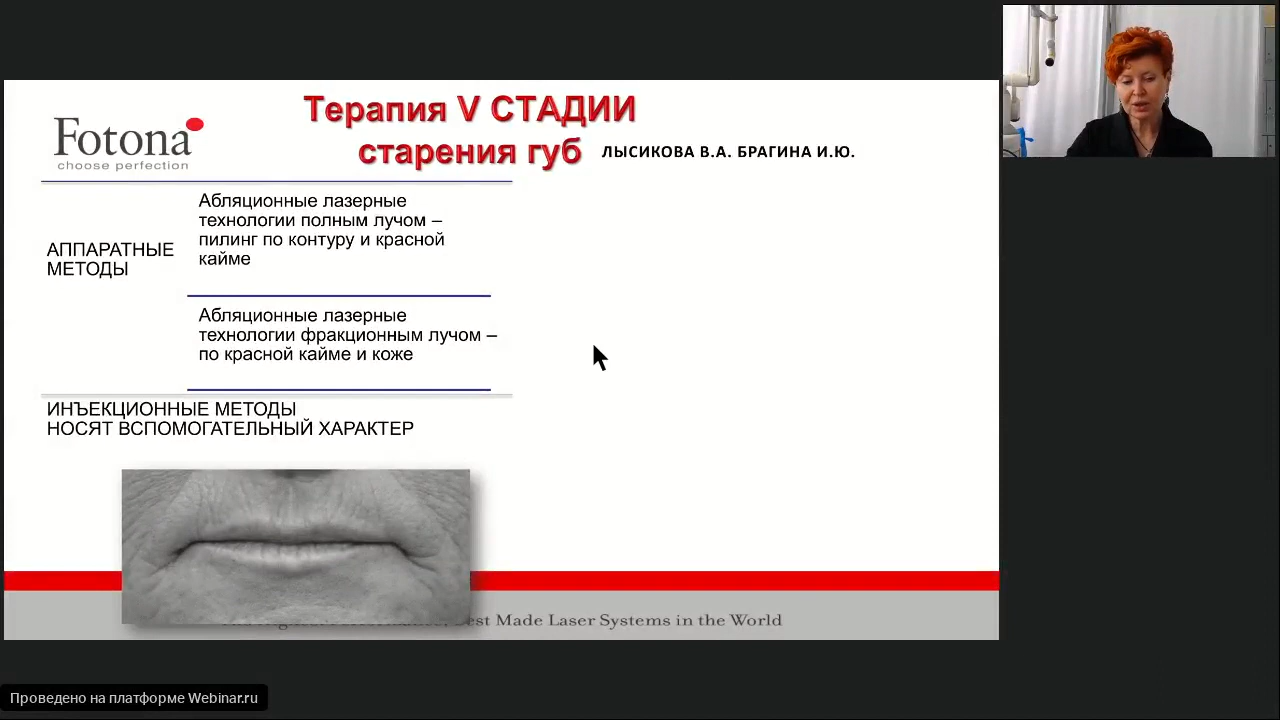 Терапия V СТАДИИ
старения губ
ЛЫСИКОВА В.А. БРАГИНА И.Ю.
Fotona
choose perfection
АППАРАТНЫЕ
МЕТОДЫ
Абляционные лазерные
технологии полным лучом –
пилинг по контуру и красной
кайме
Абляционные лазерные
технологии фракционным лучом –
по красной кайме и коже
ИНЪЕКЦИОННЫЕ МЕТОДЫ
НОСЯТ ВСПОМОГАТЕЛЬНЫЙ ХАРАКТЕР
Made Laser Systems in the World
Проведено на платформе Webinar.ru